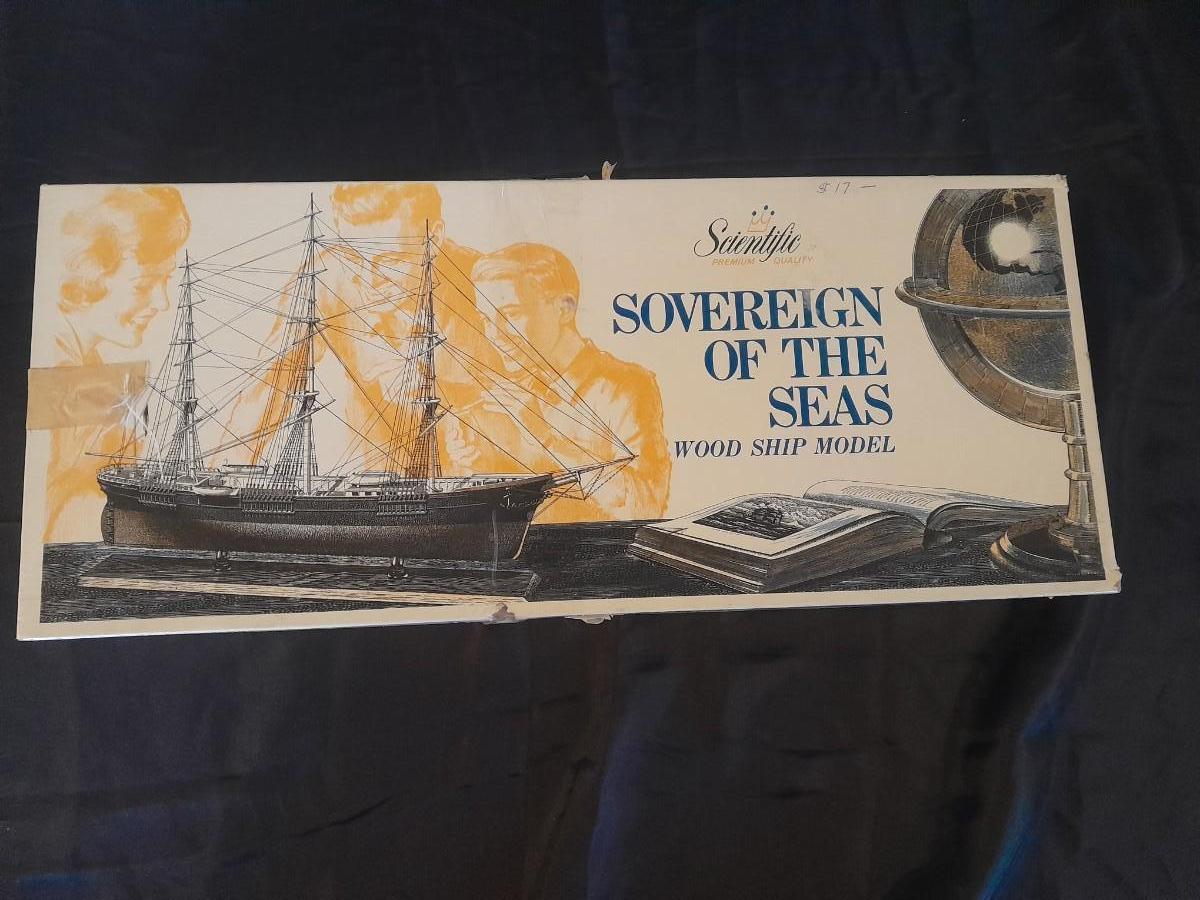 $17 —
Scientific
PREMIUM QUALITY
SOVEREIGN
OF THE
SEAS
WOOD SHIP MODEL